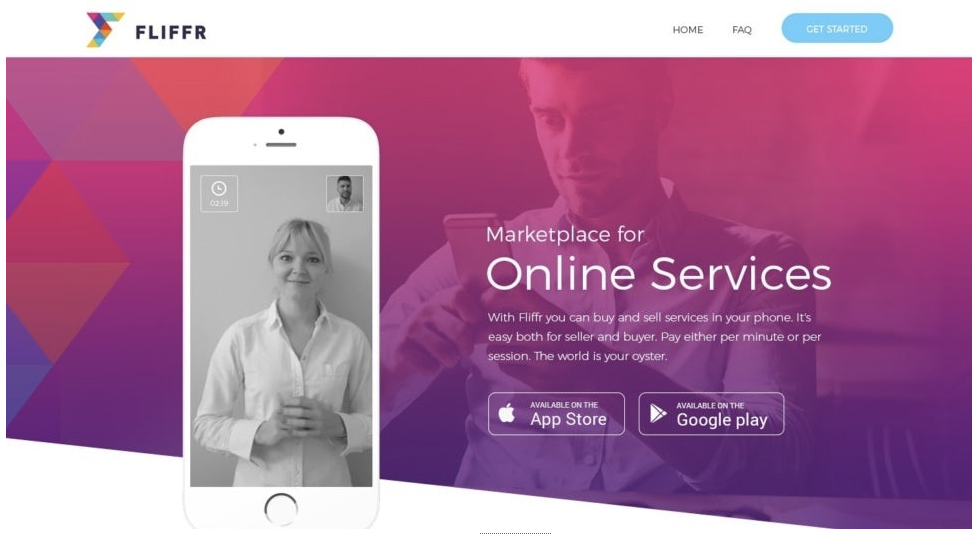 FLIFFR
HOME FAQ GET STARTED
02:19
Marketplace for
Online Services
With Fliffr you can buy and sell services in your phone. It's
easy both for seller and buyer. Pay either per minute or per
session. The world is your oyster.
AVAILABLE ON THE
App Store
AVAILABLE ON THE
Google play